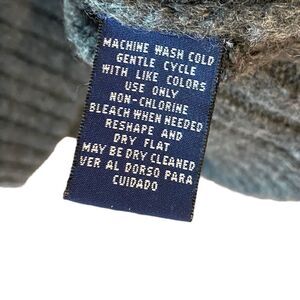 MACHINE WASH COLD
GENTLE CYCLE
WITH LIKE COLORS
USE ONLY
NON-CHLORINE
BLEACH WHEN NEEDED
RESHAPE AND
DRY FLAT
MAY BE DRY CLEANED
VER AL DORSO PARA
CUIDADO